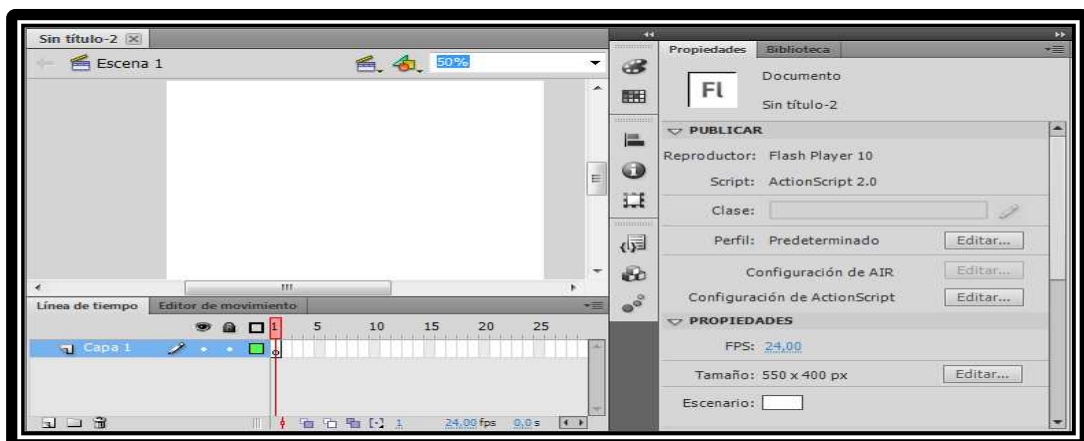 Sin título-2
Escena 1
50%
Línea de tiempo Editor de movimiento
1 5 10 15 20 25
Capa 1
1 24,00 fps 0,0 s
Propiedades Biblioteca
Fl
Documento
Sin título-2
PUBLICAR
Reproductor: Flash Player 10
Script: ActionScript 2.0
Clase:
Perfil: Predeterminado Editar...
Configuración de AIR Editar...
Configuración de ActionScript Editar...
PROPIEDADES
FPS: 24,00
Tamaño: 550 x 400 px Editar...
Escenario: